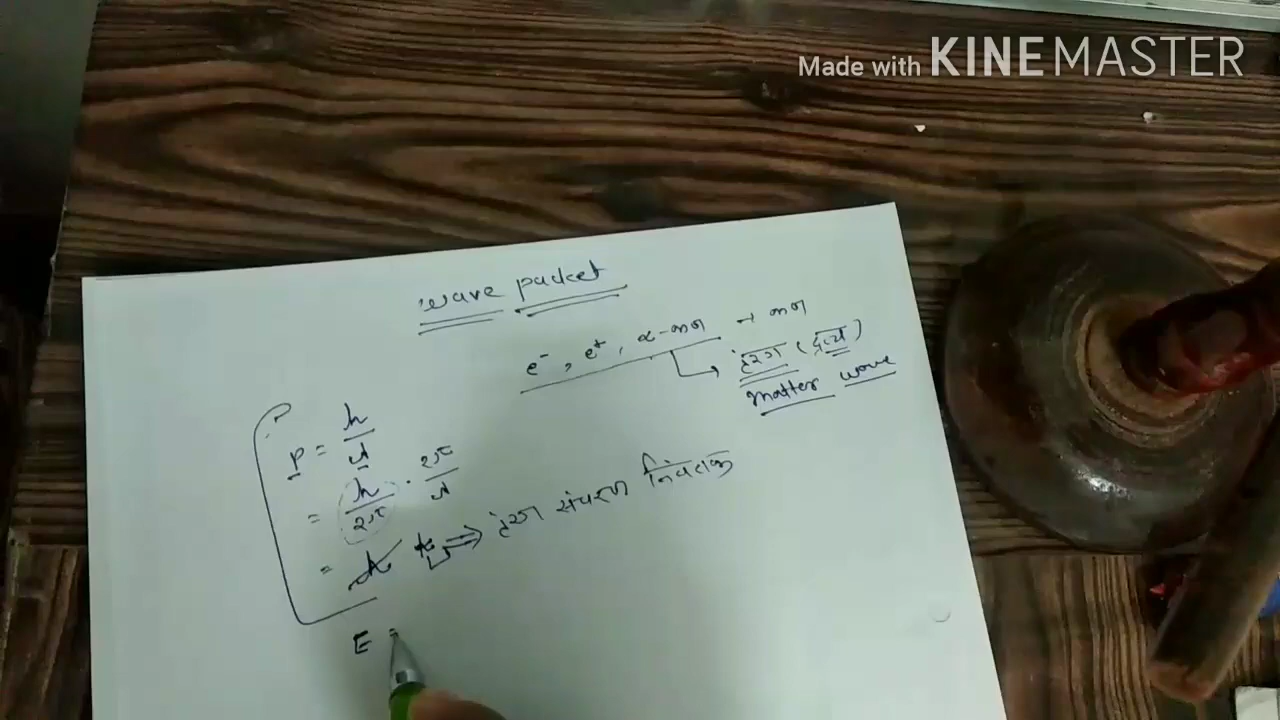 Made with KINEMASTER
wave packet
e⁻, e⁺, α-कण → कण
तरंग (द्रव्य)
matter wave
p = h/λ
= h/2π · 2π/λ
= ħ k ⇒ तरंग संचरण नियतांक
E =